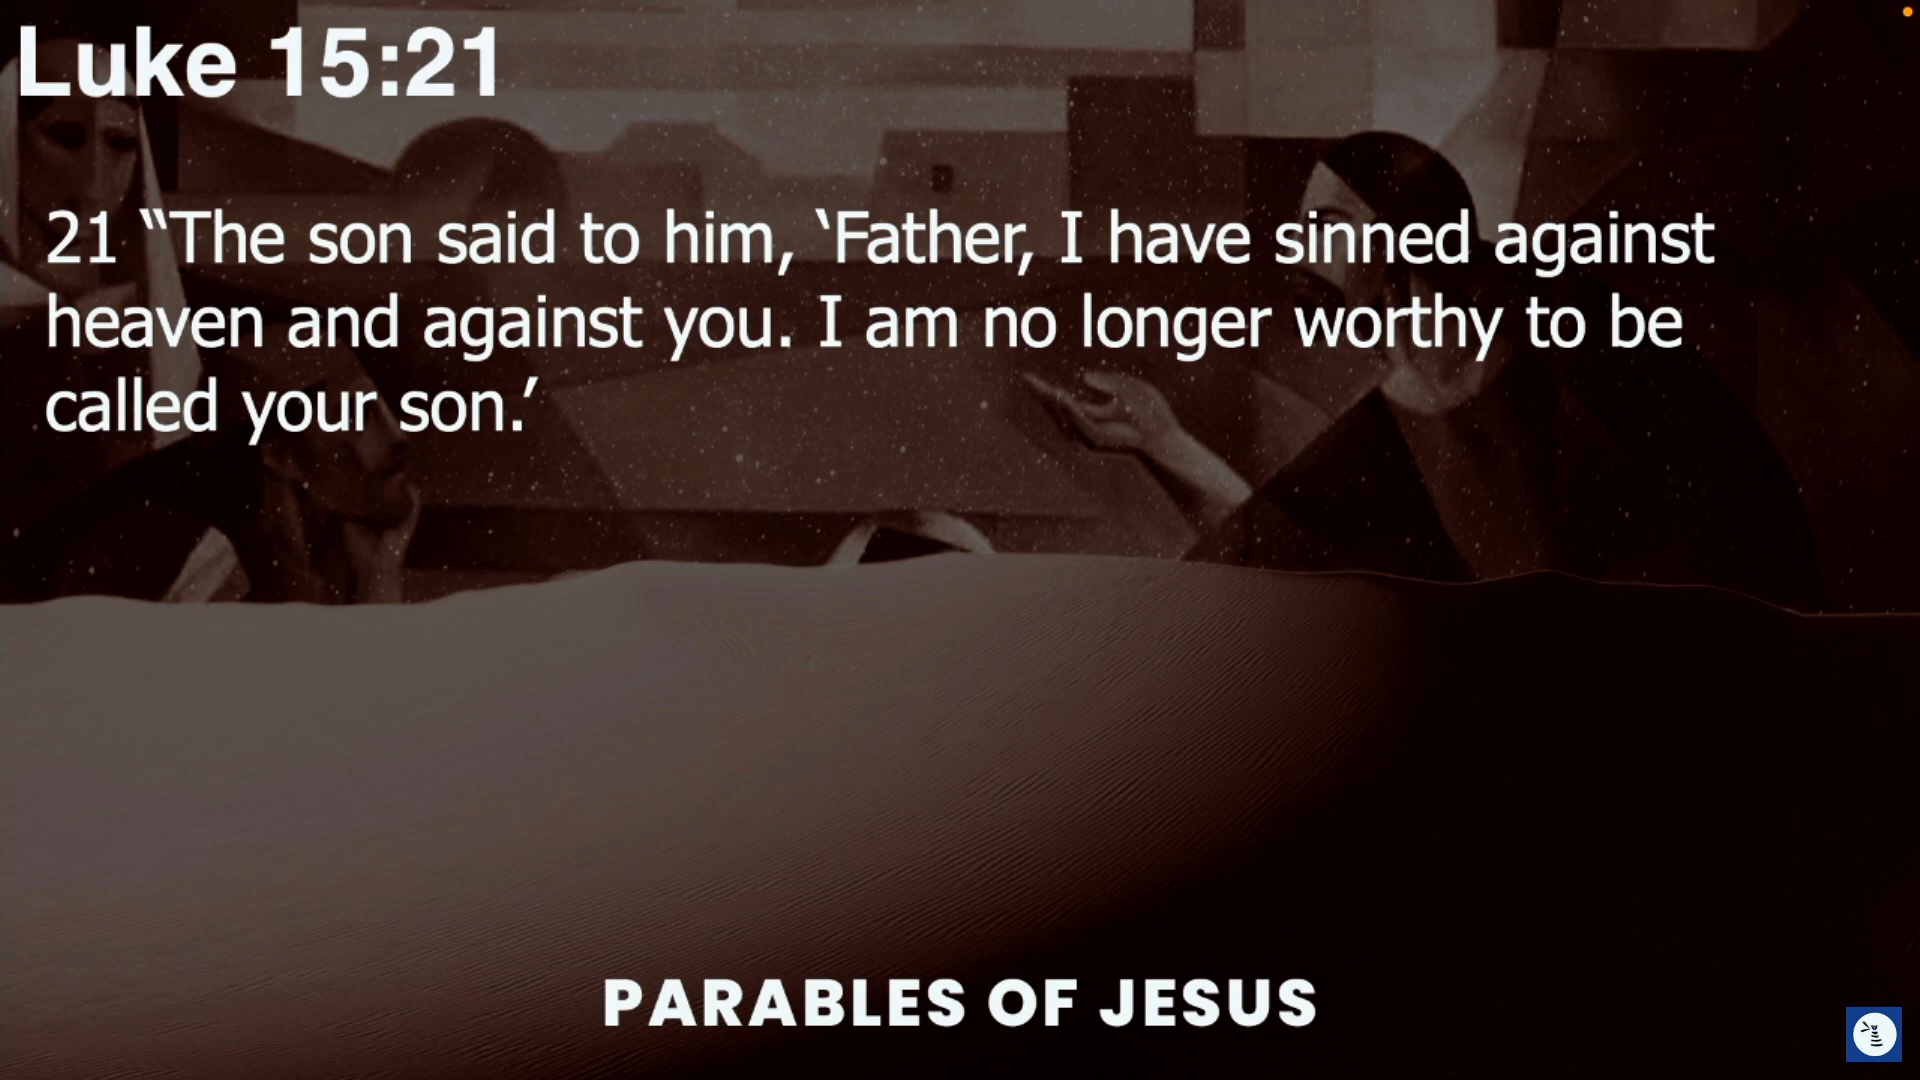 Luke 15:21
21 “The son said to him, ‘Father, I have sinned against
heaven and against you. I am no longer worthy to be
called your son.’
PARABLES OF JESUS